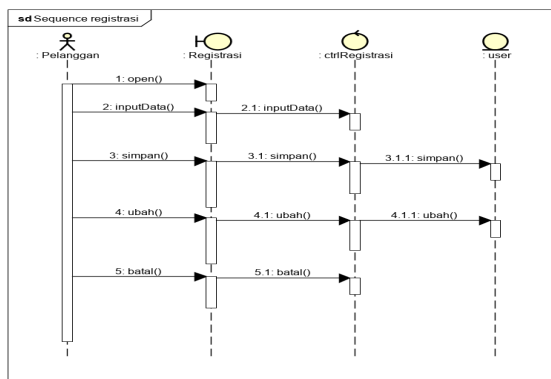 sd Sequence registrasi
: Pelanggan
: Registrasi
: ctrlRegistrasi
: user
1: open()
2: inputData()
2.1: inputData()
3: simpan()
3.1: simpan()
3.1.1: simpan()
4: ubah()
4.1: ubah()
4.1.1: ubah()
5: batal()
5.1: batal()